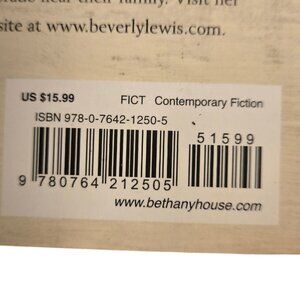 near their family. Visit her
site at www.beverlylewis.com.
US $15.99 FICT Contemporary Fiction
ISBN 978-0-7642-1250-5
51599
9 780764 212505
www.bethanyhouse.com